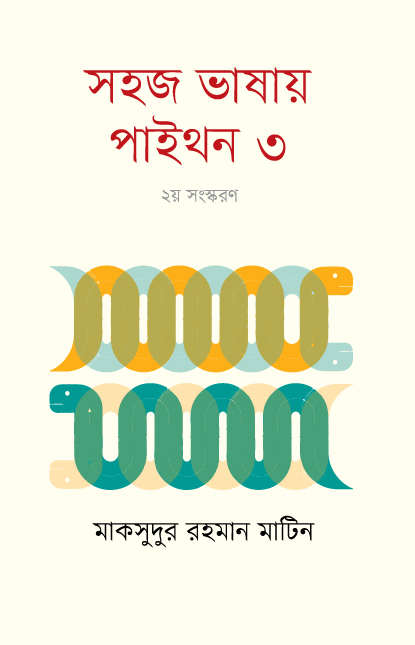 সহজ ভাষায়
পাইথন ৩
২য় সংস্করণ
মাকসুদুর রহমান মাটিন